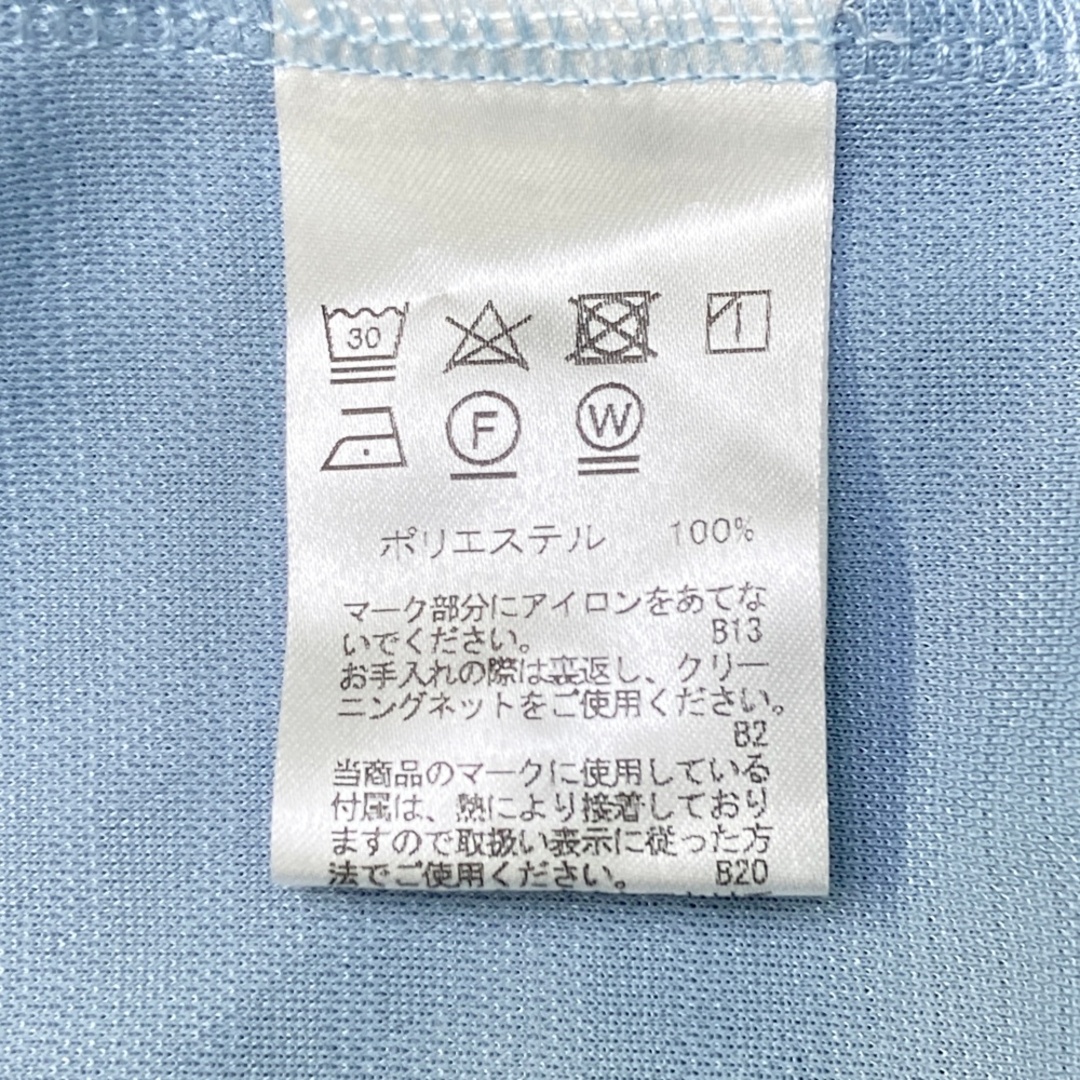 30
F W
ポリエステル 100%
マーク部分にアイロンをあてな
いでください。 B13
お手入れの際は裏返し、クリー
ニングネットをご使用ください。
B2
当商品のマークに使用している
付属は、熱により接着しており
ますので取扱い表示に従った方
法でご使用ください。 B20